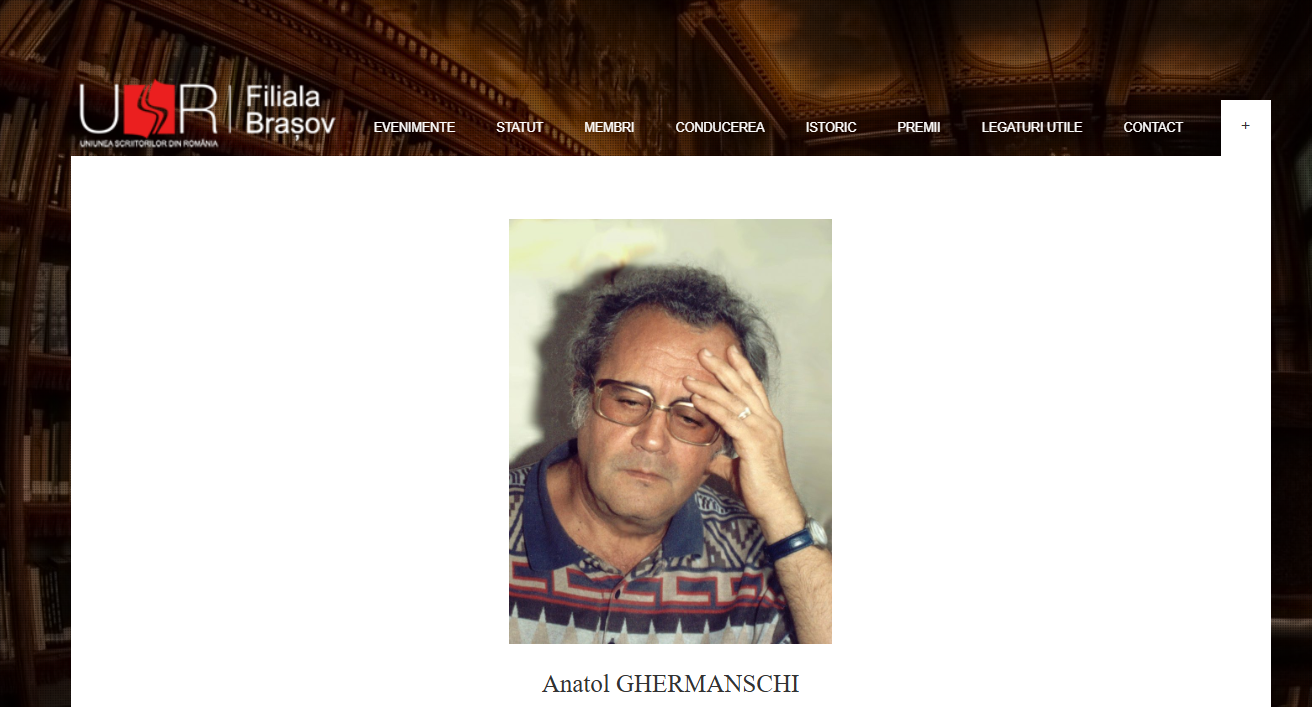 USR
UNIUNEA SCRIITORILOR DIN ROMÂNIA
Filiala
Brașov
EVENIMENTE STATUT MEMBRI CONDUCEREA ISTORIC PREMII LEGATURI UTILE CONTACT +
Anatol GHERMANSCHI